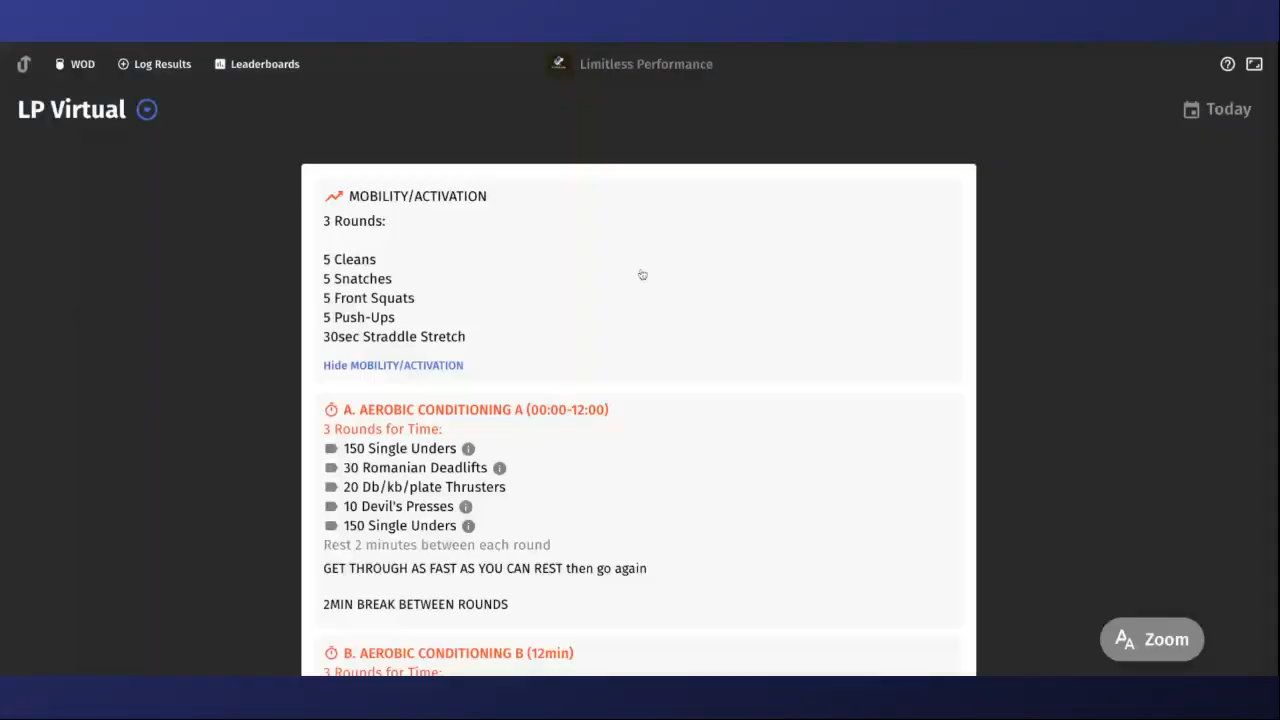 WOD
Log Results
Leaderboards
Limitless Performance
LP Virtual
Today
MOBILITY/ACTIVATION
3 Rounds:
5 Cleans
5 Snatches
5 Front Squats
5 Push-Ups
30sec Straddle Stretch
Hide MOBILITY/ACTIVATION
A. AEROBIC CONDITIONING A (00:00-12:00)
3 Rounds for Time:
150 Single Unders
30 Romanian Deadlifts
20 Db/kb/plate Thrusters
10 Devil's Presses
150 Single Unders
Rest 2 minutes between each round
GET THROUGH AS FAST AS YOU CAN REST then go again
2MIN BREAK BETWEEN ROUNDS
B. AEROBIC CONDITIONING B (12min)
3 Rounds for Time:
Zoom